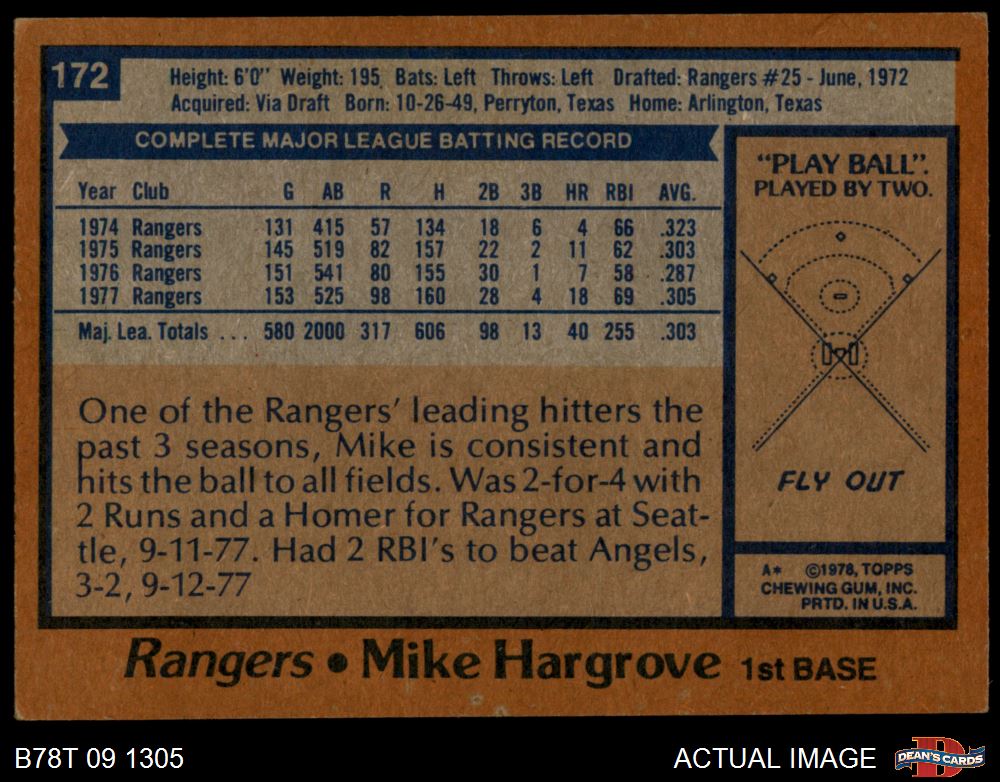 172
Height: 6'0" Weight: 195 Bats: Left Throws: Left Drafted: Rangers #25 - June, 1972
Acquired: Via Draft Born: 10-26-49, Perryton, Texas Home: Arlington, Texas
COMPLETE MAJOR LEAGUE BATTING RECORD
Year Club G AB R H 2B 3B HR RBI AVG.
1974 Rangers 131 415 57 134 18 6 4 66 .323
1975 Rangers 145 519 82 157 22 2 11 62 .303
1976 Rangers 151 541 80 155 30 1 7 58 .287
1977 Rangers 153 525 98 160 28 4 18 69 .305
Maj. Lea. Totals ... 580 2000 317 606 98 13 40 255 .303
One of the Rangers' leading hitters the
past 3 seasons, Mike is consistent and
hits the ball to all fields. Was 2-for-4 with
2 Runs and a Homer for Rangers at Seat-
tle, 9-11-77. Had 2 RBI's to beat Angels,
3-2, 9-12-77
"PLAY BALL".
PLAYED BY TWO.
FLY OUT
A* ©1978, TOPPS
CHEWING GUM, INC.
PRTD. IN U.S.A.
Rangers • Mike Hargrove 1st BASE
B78T 09 1305
ACTUAL IMAGE
D
DEAN'S CARDS